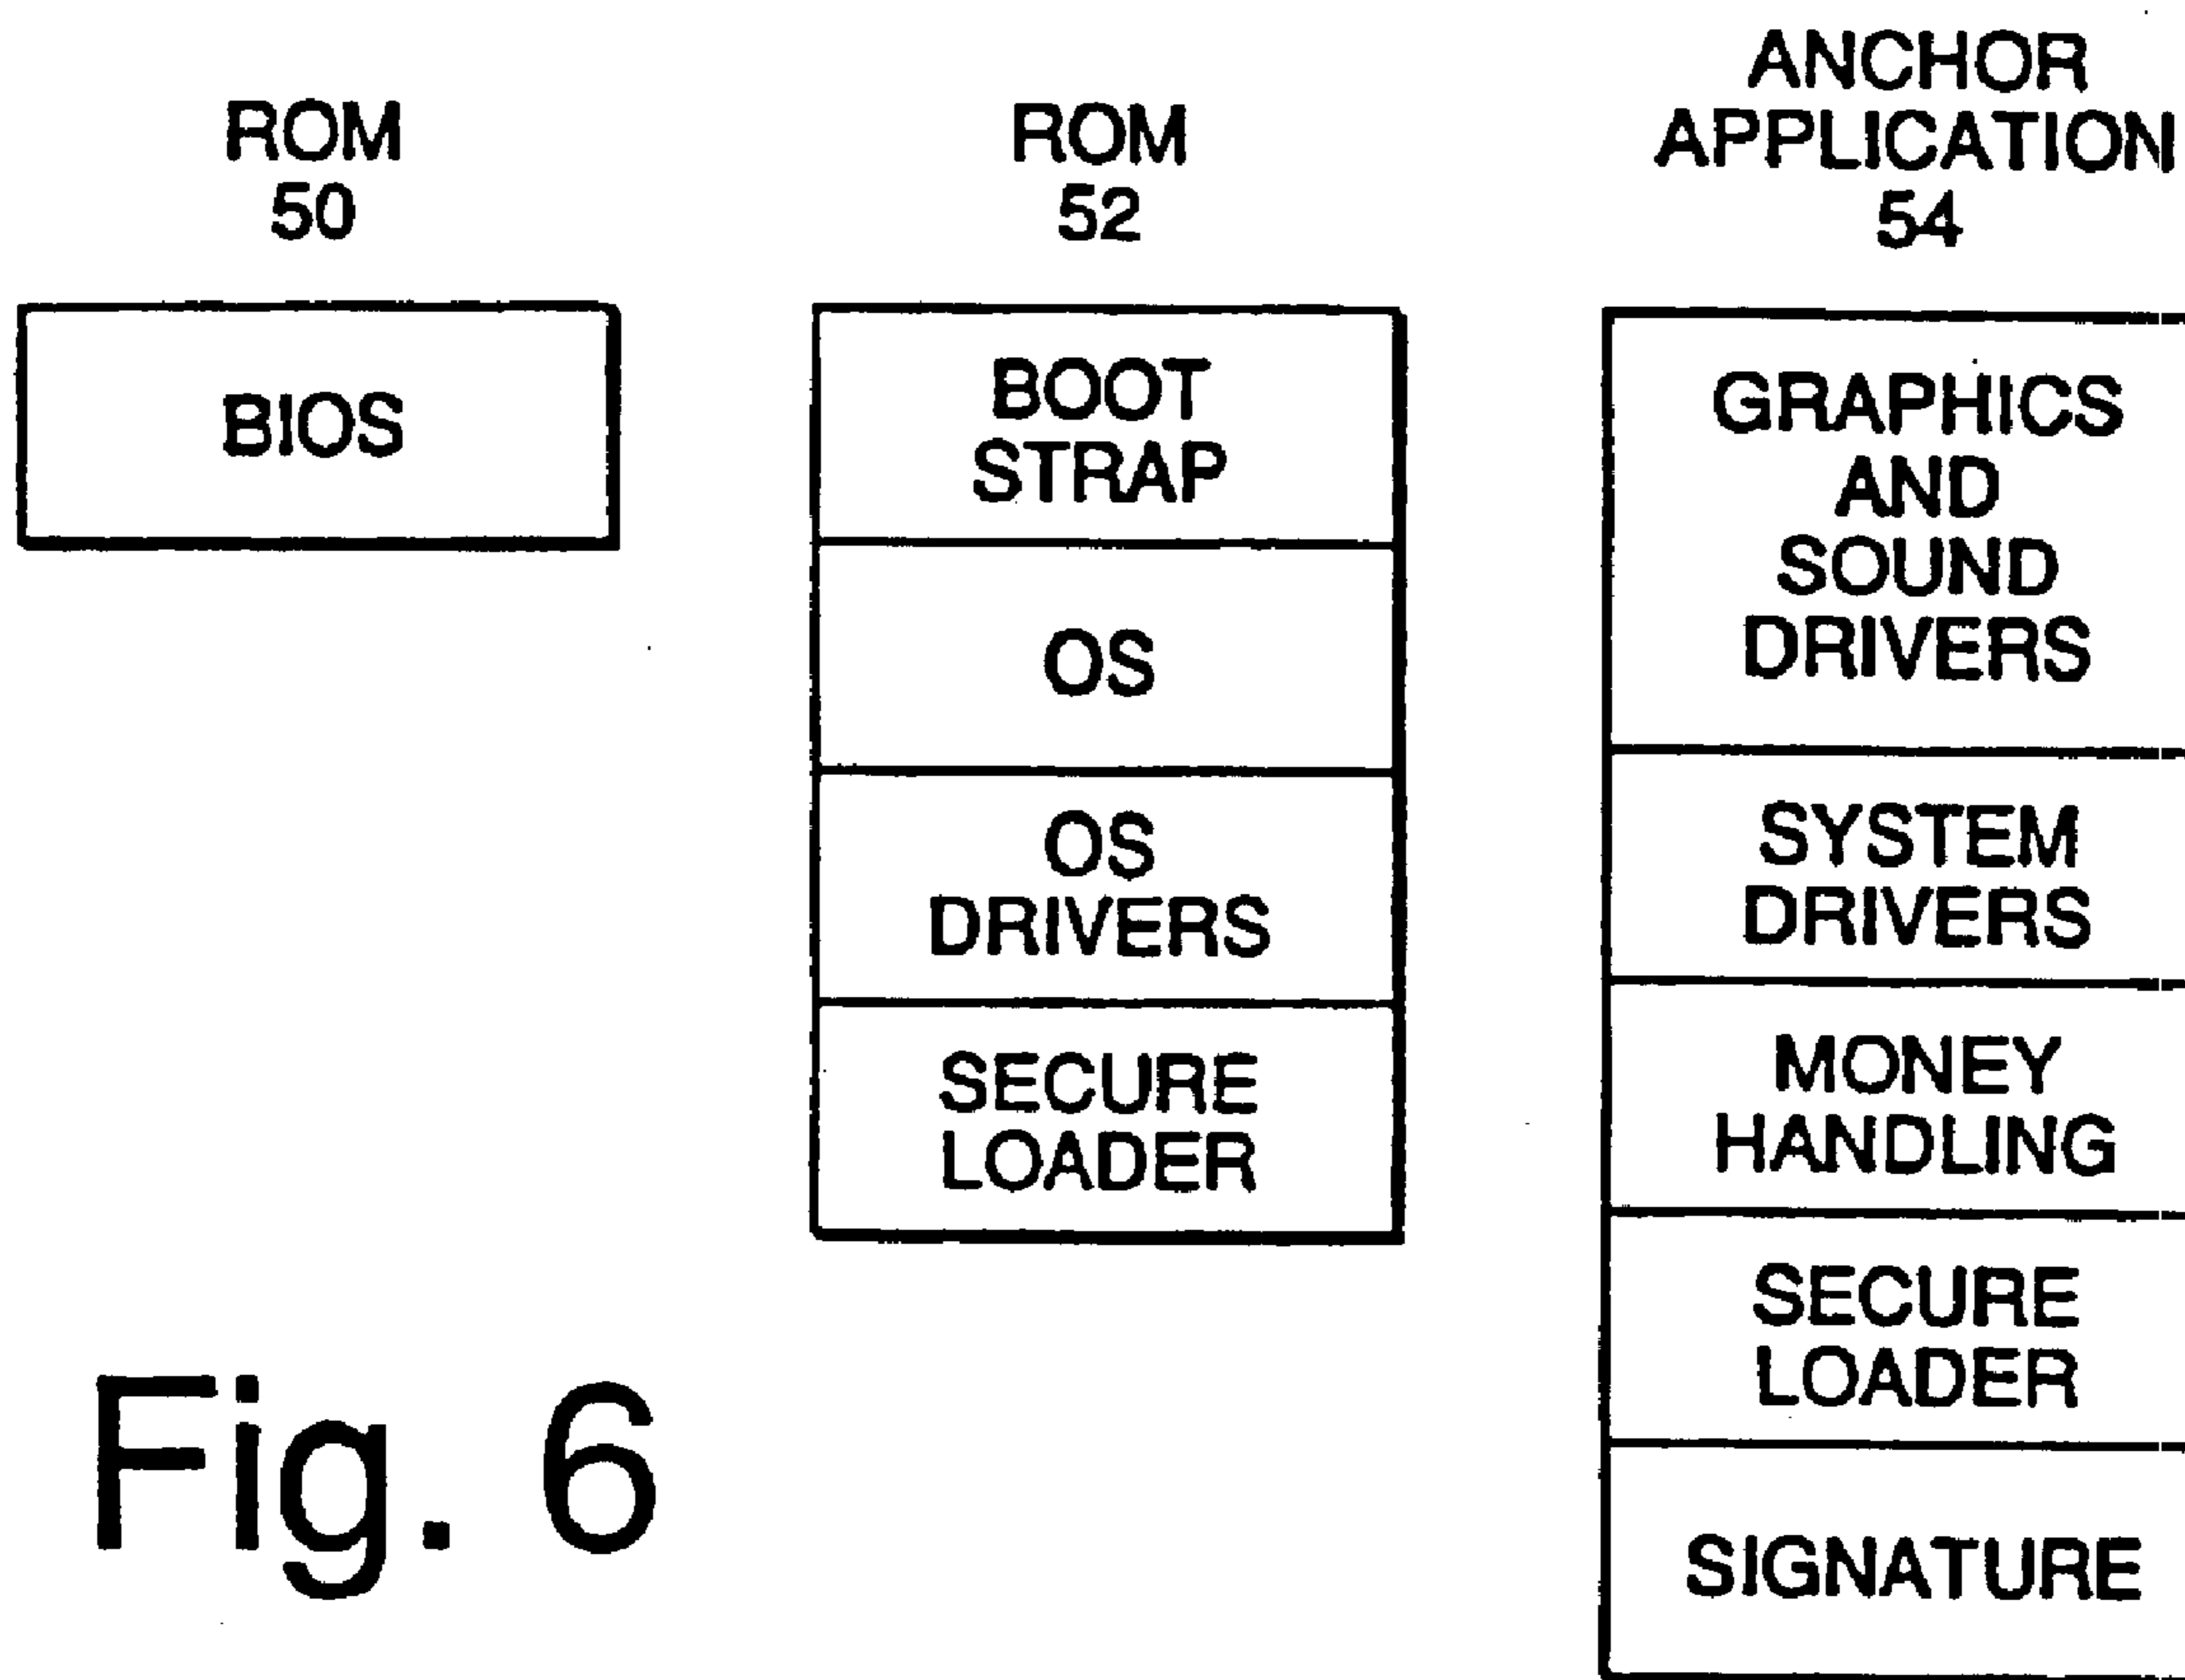 ROM
50
BIOS
ROM
52
BOOT
STRAP
OS
OS
DRIVERS
SECURE
LOADER
ANCHOR
APPLICATION
54
GRAPHICS
AND
SOUND
DRIVERS
SYSTEM
DRIVERS
MONEY
HANDLING
SECURE
LOADER
SIGNATURE
Fig. 6